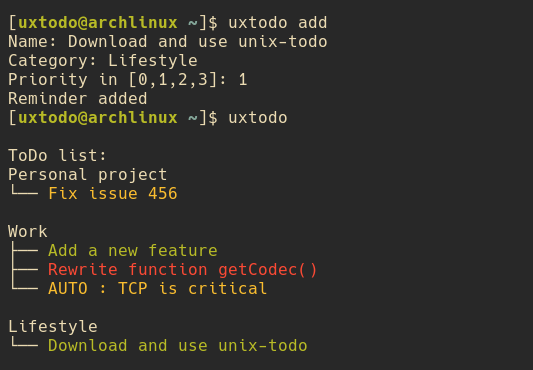 [uxtodo@archlinux ~]$ uxtodo add
Name: Download and use unix-todo
Category: Lifestyle
Priority in [0,1,2,3]: 1
Reminder added
[uxtodo@archlinux ~]$ uxtodo
ToDo list:
Personal project
└── Fix issue 456
Work
├── Add a new feature
├── Rewrite function getCodec()
└── AUTO : TCP is critical
Lifestyle
└── Download and use unix-todo